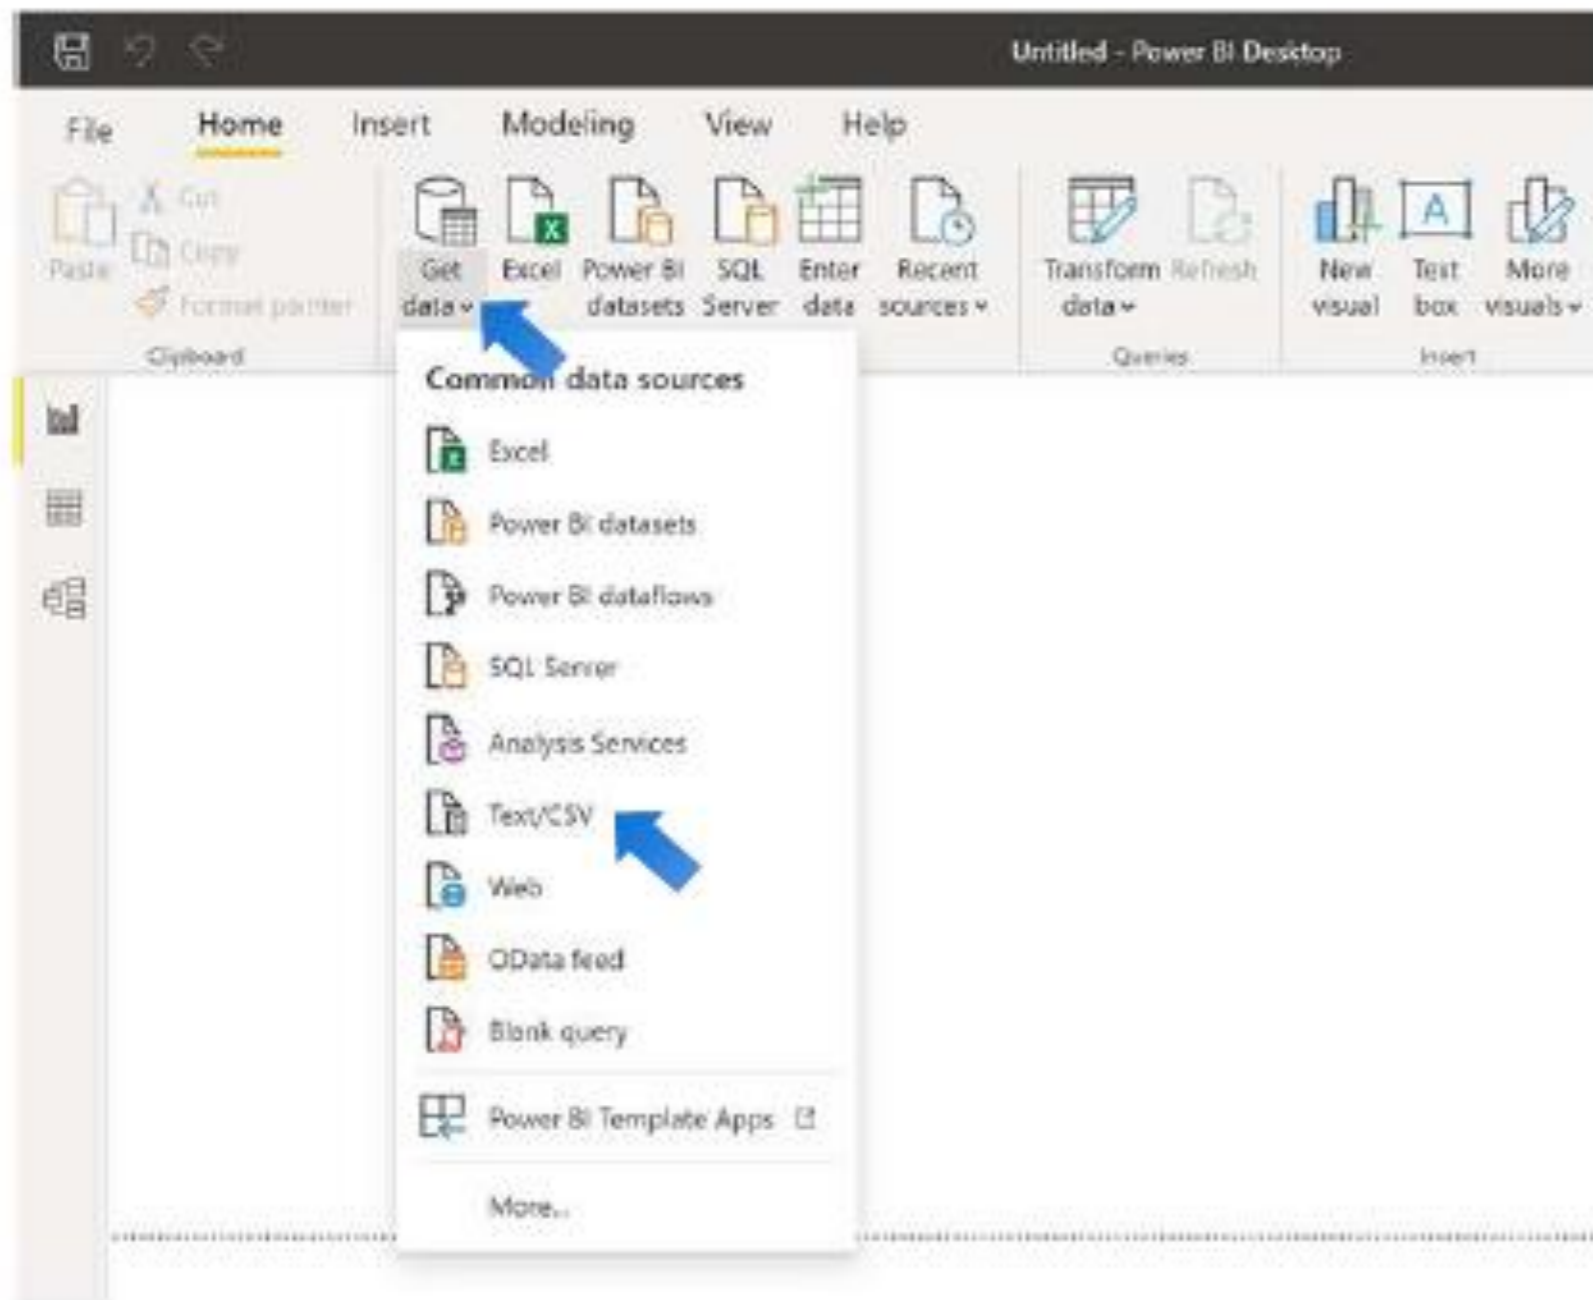 Untitled - Power BI Desktop
File Home Insert Modeling View Help
Paste
Cut
Copy
Format painter
Clipboard
Get data
Excel
Power BI datasets
SQL Server
Enter data
Recent sources
Transform data
Refresh
Queries
New visual
Text box
More visuals
Insert
Common data sources
Excel
Power BI datasets
Power BI dataflows
SQL Server
Analysis Services
Text/CSV
Web
OData feed
Blank query
Power BI Template Apps
More...
A